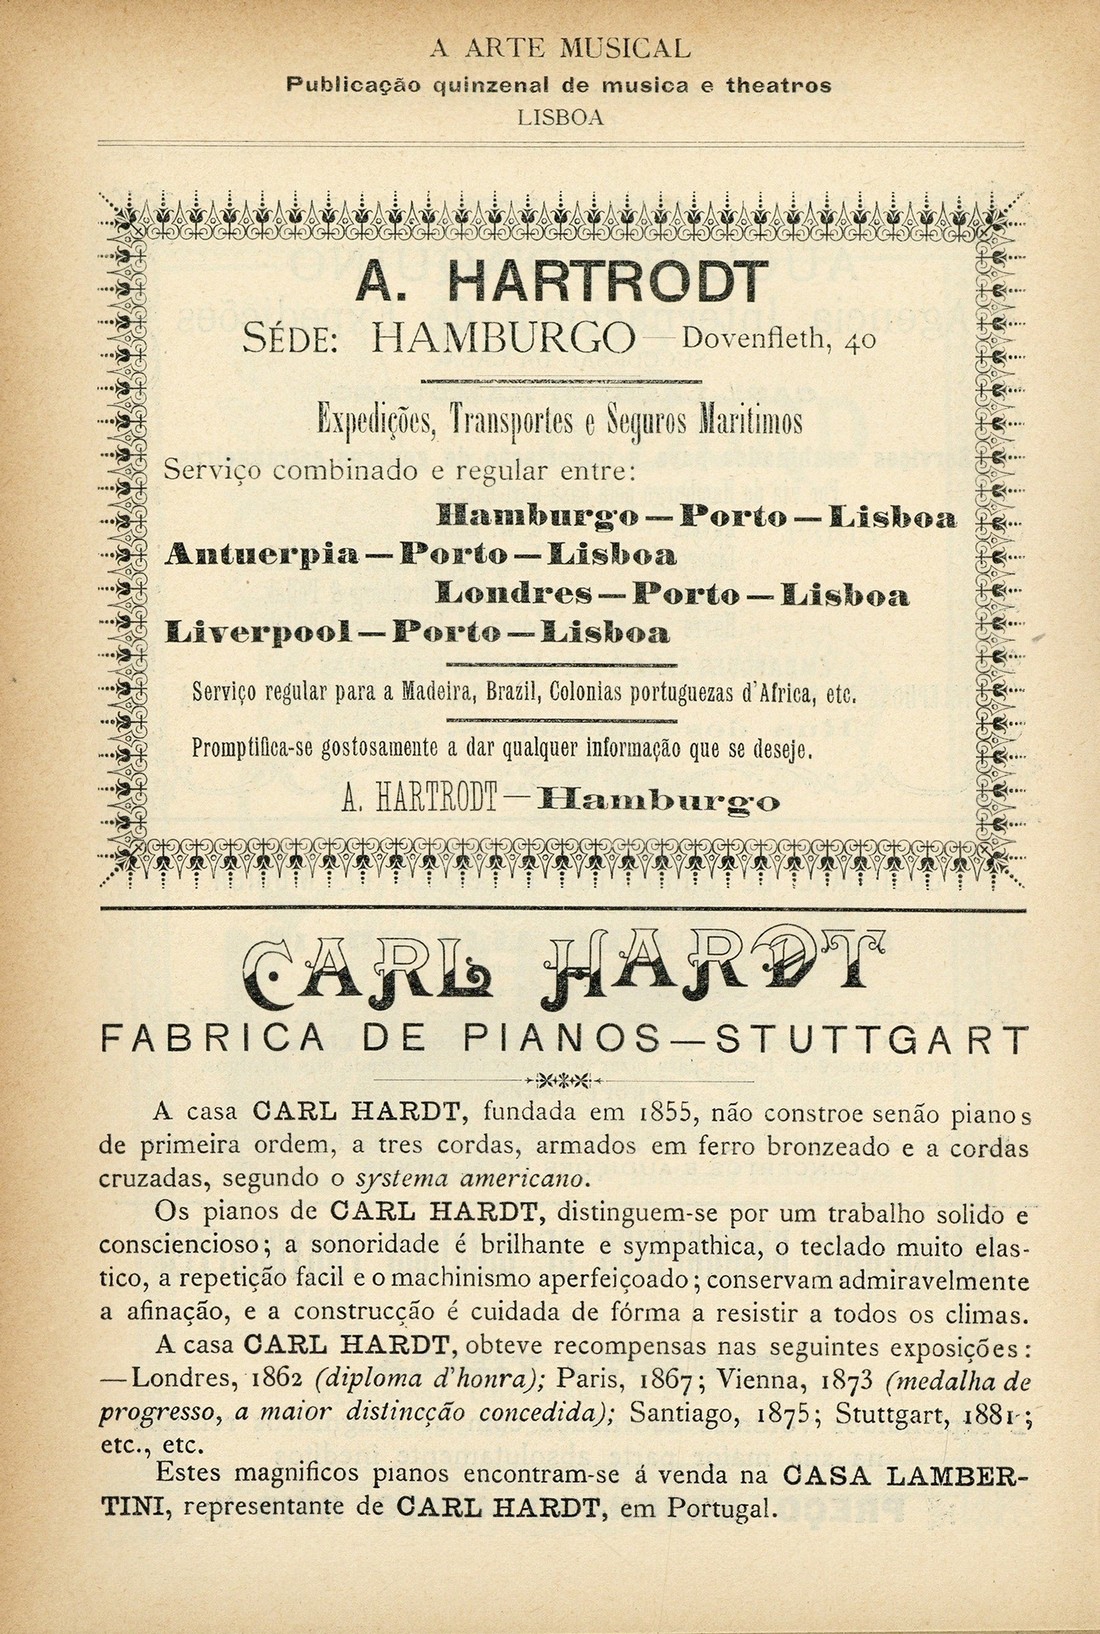 A ARTE MUSICAL
Publicação quinzenal de musica e theatros
LISBOA
A. HARTRODT
SÉDE: HAMBURGO — Dovenfleth, 40
Expedições, Transportes e Seguros Maritimos
Serviço combinado e regular entre:
Hamburgo — Porto — Lisboa
Antuerpia — Porto — Lisboa
Londres — Porto — Lisboa
Liverpool — Porto — Lisboa
Serviço regular para a Madeira, Brazil, Colonias portuguezas d'Africa, etc.
Promptifica-se gostosamente a dar qualquer informação que se deseje.
A. HARTRODT — Hamburgo
CARL HARDT
FABRICA DE PIANOS — STUTTGART
A casa CARL HARDT, fundada em 1855, não constroe senão pianos
de primeira ordem, a tres cordas, armados em ferro bronzeado e a cordas
cruzadas, segundo o systema americano.
Os pianos de CARL HARDT, distinguem-se por um trabalho solido e
consciencioso; a sonoridade é brilhante e sympathica, o teclado muito elas-
tico, a repetição facil e o machinismo aperfeiçoado; conservam admiravelmente
a afinação, e a construcção é cuidada de fórma a resistir a todos os climas.
A casa CARL HARDT, obteve recompensas nas seguintes exposições:
— Londres, 1862 (diploma d'honra); Paris, 1867; Vienna, 1873 (medalha de
progresso, a maior distincção concedida); Santiago, 1875; Stuttgart, 1881;
etc., etc.
Estes magnificos pianos encontram-se á venda na CASA LAMBER-
TINI, representante de CARL HARDT, em Portugal.